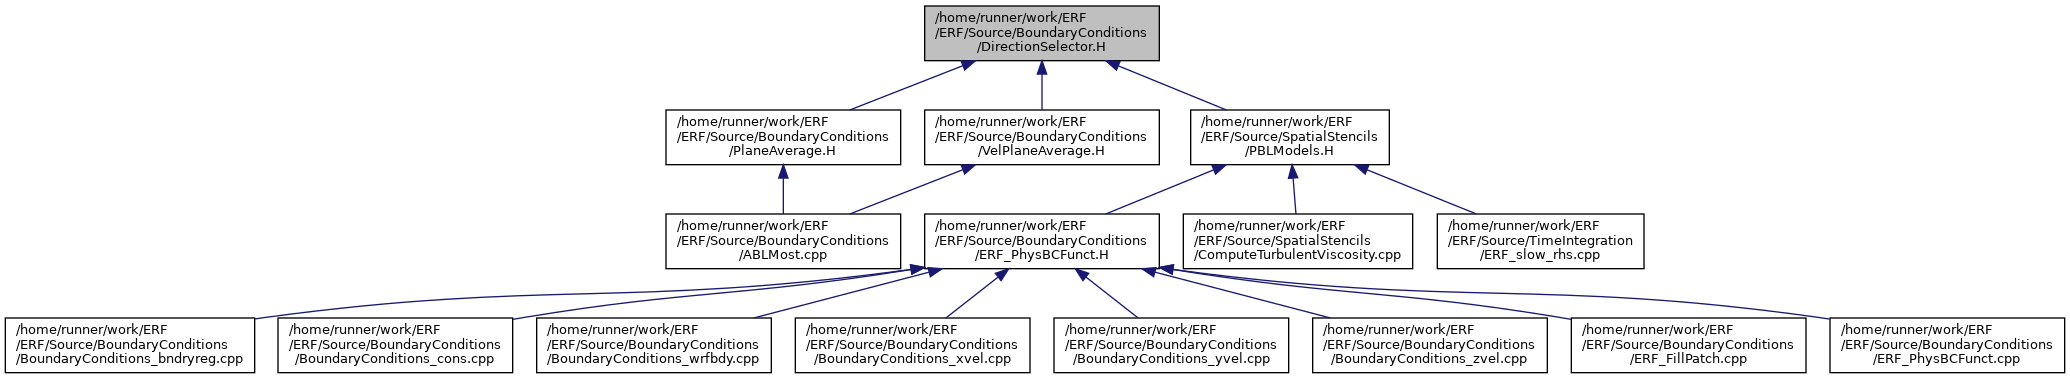 /home/runner/work/ERF
/ERF/Source/BoundaryConditions
/DirectionSelector.H
/home/runner/work/ERF
/ERF/Source/BoundaryConditions
/PlaneAverage.H
/home/runner/work/ERF
/ERF/Source/BoundaryConditions
/VelPlaneAverage.H
/home/runner/work/ERF
/ERF/Source/SpatialStencils
/PBLModels.H
/home/runner/work/ERF
/ERF/Source/BoundaryConditions
/ABLMost.cpp
/home/runner/work/ERF
/ERF/Source/BoundaryConditions
/ERF_PhysBCFunct.H
/home/runner/work/ERF
/ERF/Source/SpatialStencils
/ComputeTurbulentViscosity.cpp
/home/runner/work/ERF
/ERF/Source/TimeIntegration
/ERF_slow_rhs.cpp
/home/runner/work/ERF
/ERF/Source/BoundaryConditions
/BoundaryConditions_bndryreg.cpp
/home/runner/work/ERF
/ERF/Source/BoundaryConditions
/BoundaryConditions_cons.cpp
/home/runner/work/ERF
/ERF/Source/BoundaryConditions
/BoundaryConditions_wrfbdy.cpp
/home/runner/work/ERF
/ERF/Source/BoundaryConditions
/BoundaryConditions_xvel.cpp
/home/runner/work/ERF
/ERF/Source/BoundaryConditions
/BoundaryConditions_yvel.cpp
/home/runner/work/ERF
/ERF/Source/BoundaryConditions
/BoundaryConditions_zvel.cpp
/home/runner/work/ERF
/ERF/Source/BoundaryConditions
/ERF_FillPatch.cpp
/home/runner/work/ERF
/ERF/Source/BoundaryConditions
/ERF_PhysBCFunct.cpp